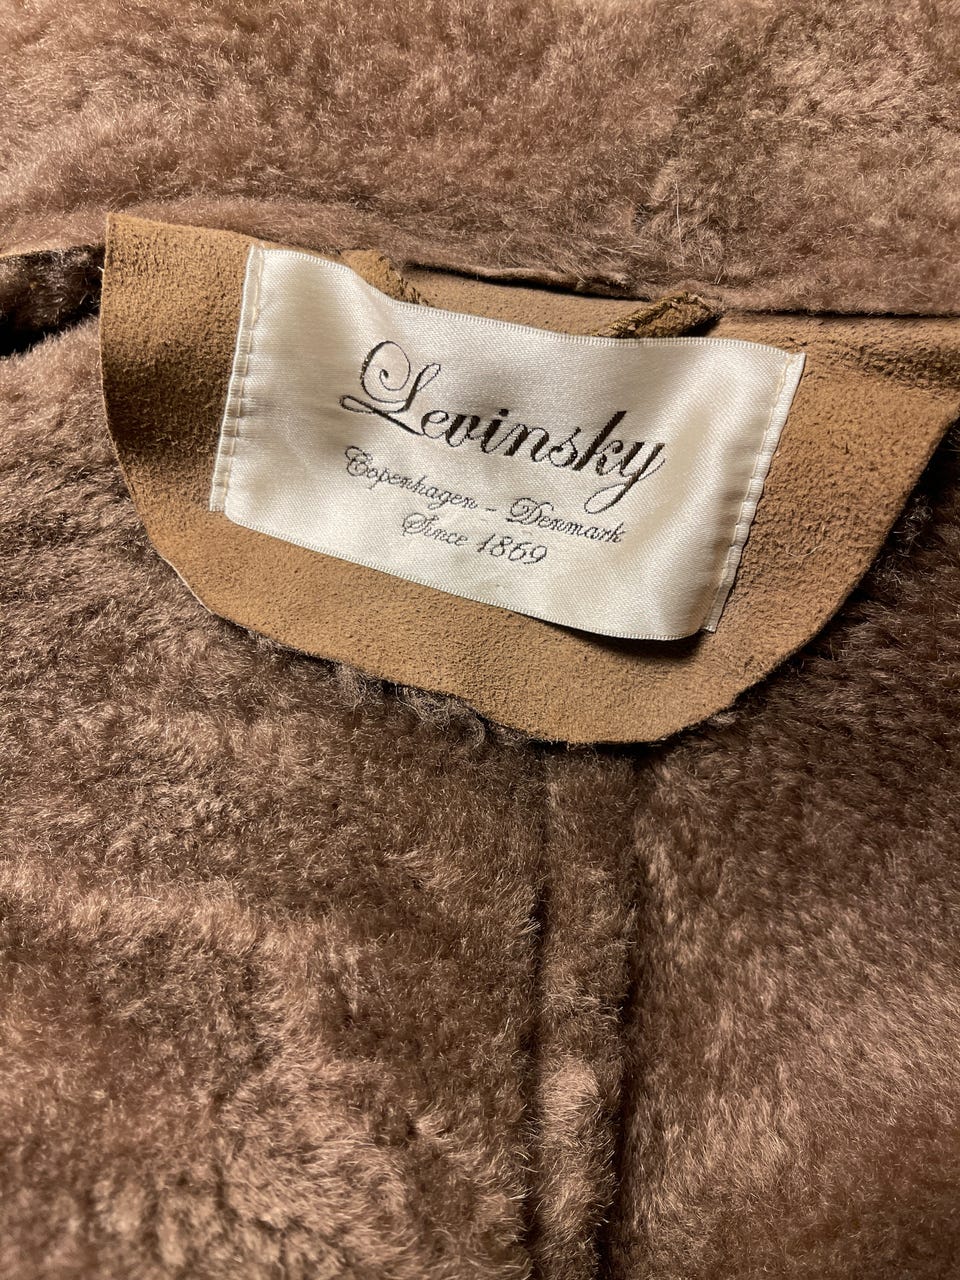 Levinsky
Copenhagen - Denmark
Since 1869